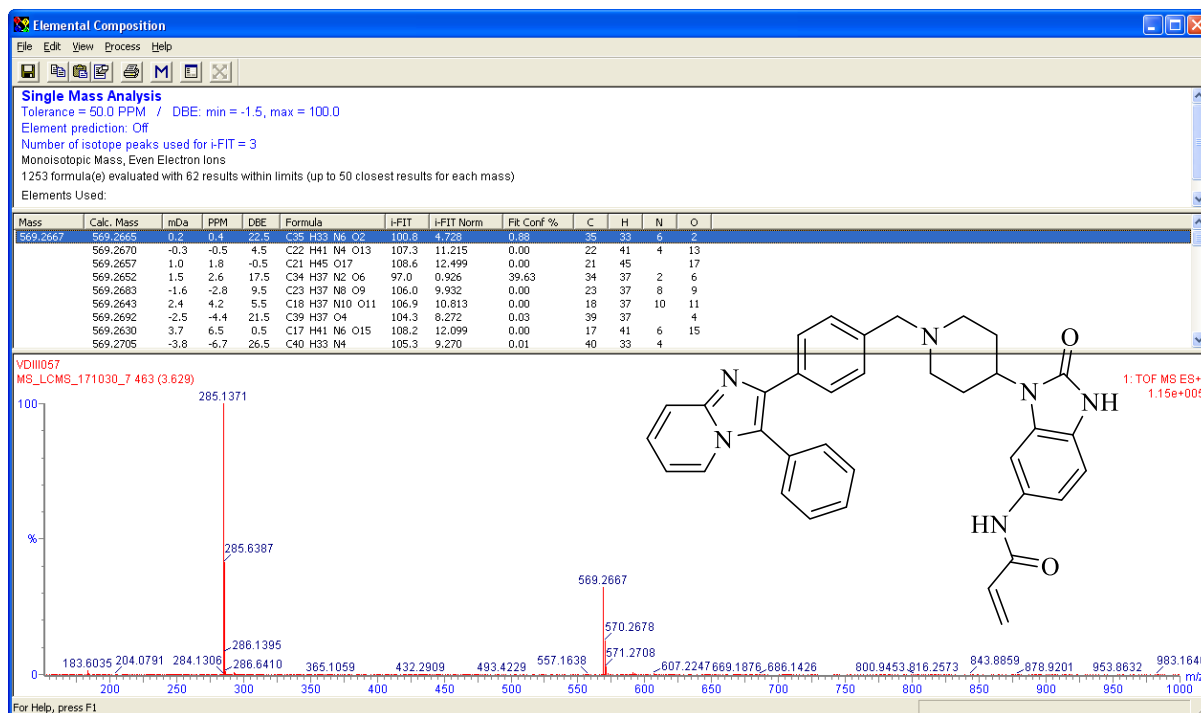 Elemental Composition
File Edit View Process Help
M
Single Mass Analysis
Tolerance = 50.0 PPM / DBE: min = -1.5, max = 100.0
Element prediction: Off
Number of isotope peaks used for i-FIT = 3
Monoisotopic Mass, Even Electron Ions
1253 formula(e) evaluated with 62 results within limits (up to 50 closest results for each mass)
Elements Used:
Mass Calc. Mass mDa PPM DBE Formula i-FIT i-FIT Norm Fit Conf % C H N O
569.2667 569.2665 0.2 0.4 22.5 C35 H33 N6 O2 100.8 4.728 0.88 35 33 6 2
569.2670 -0.3 -0.5 4.5 C22 H41 N4 O13 107.3 11.215 0.00 22 41 4 13
569.2657 1.0 1.8 -0.5 C21 H45 O17 108.6 12.499 0.00 21 45 17
569.2652 1.5 2.6 17.5 C34 H37 N2 O6 97.0 0.926 39.63 34 37 2 6
569.2683 -1.6 -2.8 9.5 C23 H37 N8 O9 106.0 9.932 0.00 23 37 8 9
569.2643 2.4 4.2 5.5 C18 H37 N10 O11 106.9 10.813 0.00 18 37 10 11
569.2692 -2.5 -4.4 21.5 C39 H37 O4 104.3 8.272 0.03 39 37 4
569.2630 3.7 6.5 0.5 C17 H41 N6 O15 108.2 12.099 0.00 17 41 6 15
569.2705 -3.8 -6.7 26.5 C40 H33 N4 105.3 9.270 0.01 40 33 4
VDIII057
MS_LCMS_171030_7 463 (3.629)
1: TOF MS ES+
1.15e+005
N
O
N
N
NH
N
HN
O
100
%
0
285.1371
285.6387
286.1395
183.6035
204.0791
284.1306
286.6410
365.1059
432.2909
493.4229
557.1638
569.2667
570.2678
571.2708
607.2247
669.1876
686.1426
800.9453
816.2573
843.8859
878.9201
953.8632
983.1640
200 250 300 350 400 450 500 550 600 650 700 750 800 850 900 950 1000
m/z
For Help, press F1